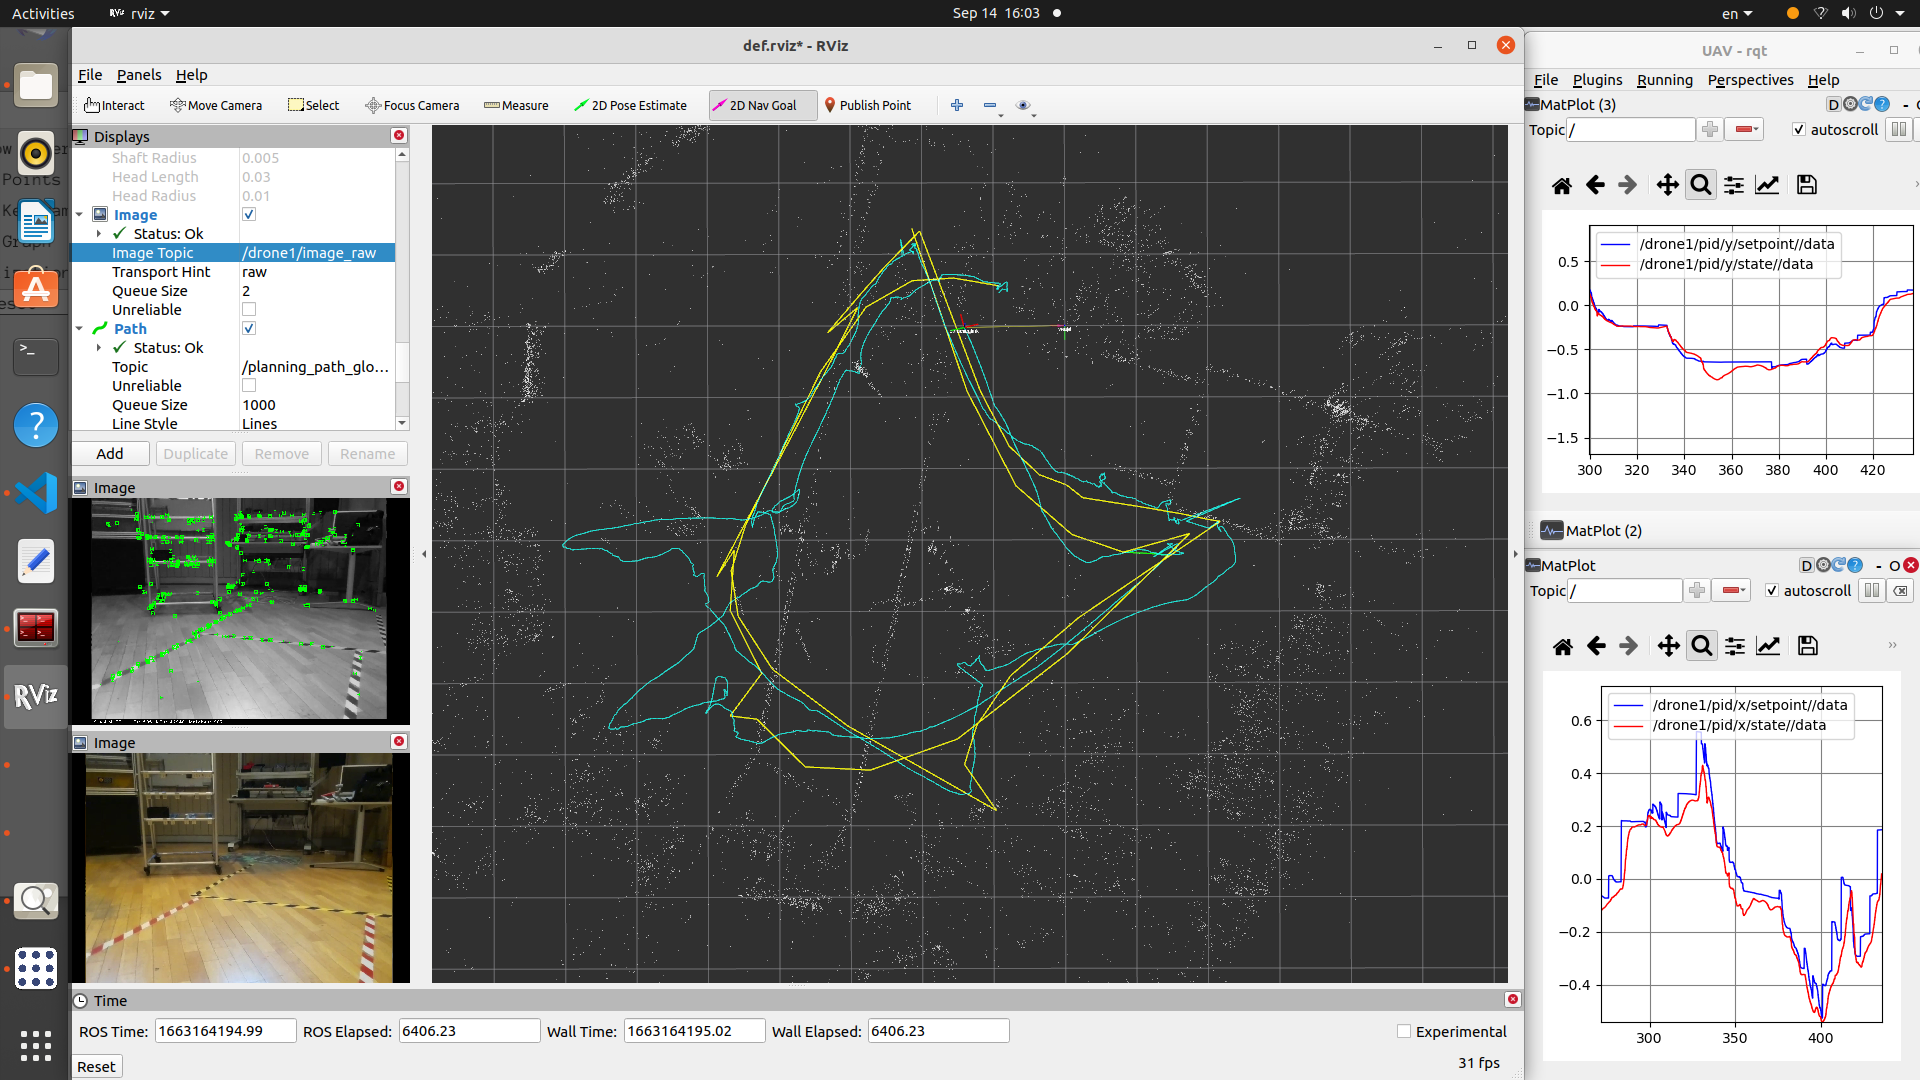 Activities
rviz
Sep 14 16:03
en
def.rviz* - RViz
File Panels Help
Interact
Move Camera
Select
Focus Camera
Measure
2D Pose Estimate
2D Nav Goal
Publish Point
Displays
Shaft Radius 0.005
Head Length 0.03
Head Radius 0.01
Image
Status: Ok
Image Topic /drone1/image_raw
Transport Hint raw
Queue Size 2
Unreliable
Path
Status: Ok
Topic /planning_path_glo...
Unreliable
Queue Size 1000
Line Style Lines
Add Duplicate Remove Rename
Image
Image
Time
ROS Time: 1663164194.99 ROS Elapsed: 6406.23 Wall Time: 1663164195.02 Wall Elapsed: 6406.23
Experimental
Reset
31 fps
RViz
UAV - rqt
File Plugins Running Perspectives Help
MatPlot (3)
D
Topic /
autoscroll
/drone1/pid/y/setpoint//data
/drone1/pid/y/state//data
0.5
0.0
−0.5
−1.0
−1.5
300 320 340 360 380 400 420
MatPlot (2)
MatPlot
D
- O
Topic /
autoscroll
/drone1/pid/x/setpoint//data
/drone1/pid/x/state//data
0.6
0.4
0.2
0.0
−0.2
−0.4
300 350 400